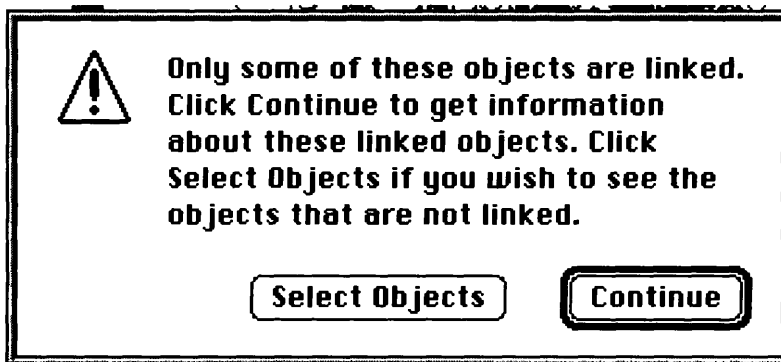 Only some of these objects are linked.
Click Continue to get information
about these linked objects. Click
Select Objects if you wish to see the
objects that are not linked.
Select Objects
Continue